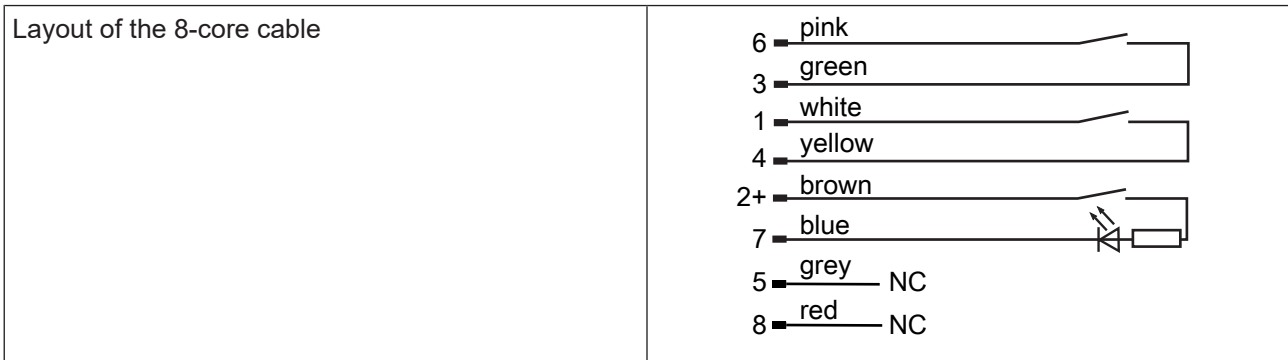 Layout of the 8-core cable
6 pink
3 green
1 white
4 yellow
2+ brown
7 blue
5 grey NC
8 red NC